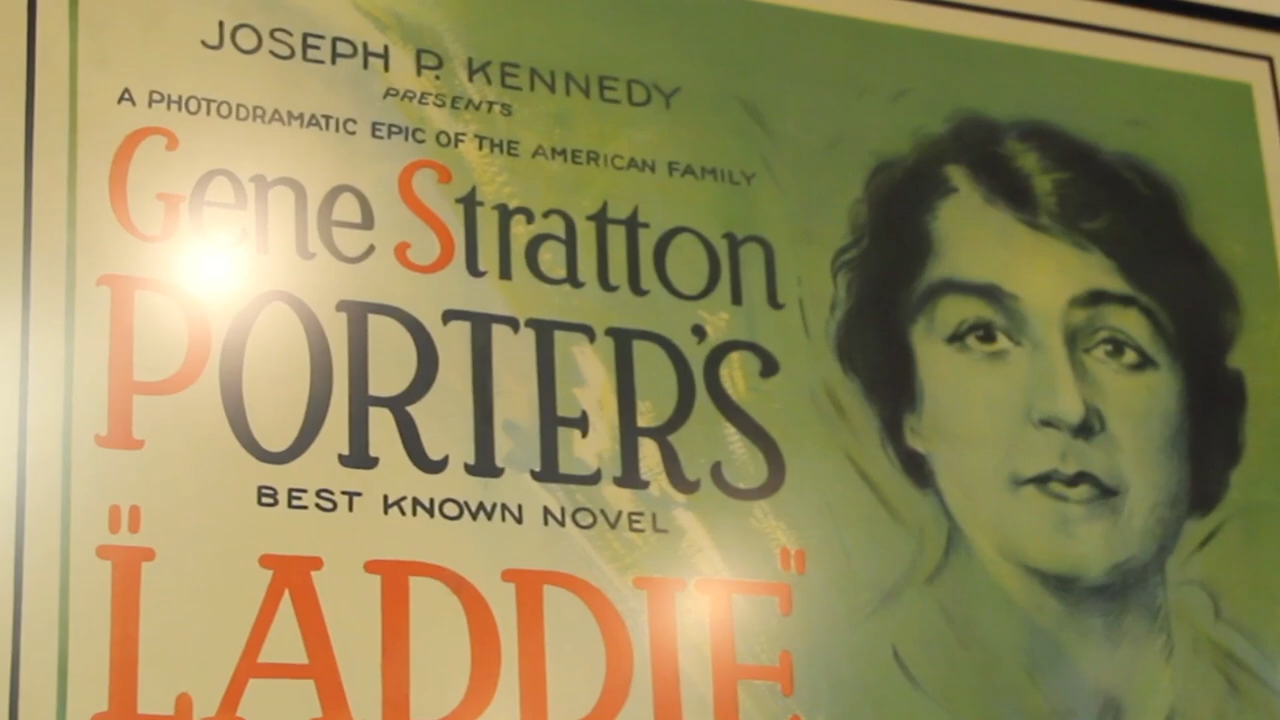 JOSEPH P. KENNEDY
PRESENTS
A PHOTODRAMATIC EPIC OF THE AMERICAN FAMILY
Gene Stratton
PORTER'S
BEST KNOWN NOVEL
"LADDIE"